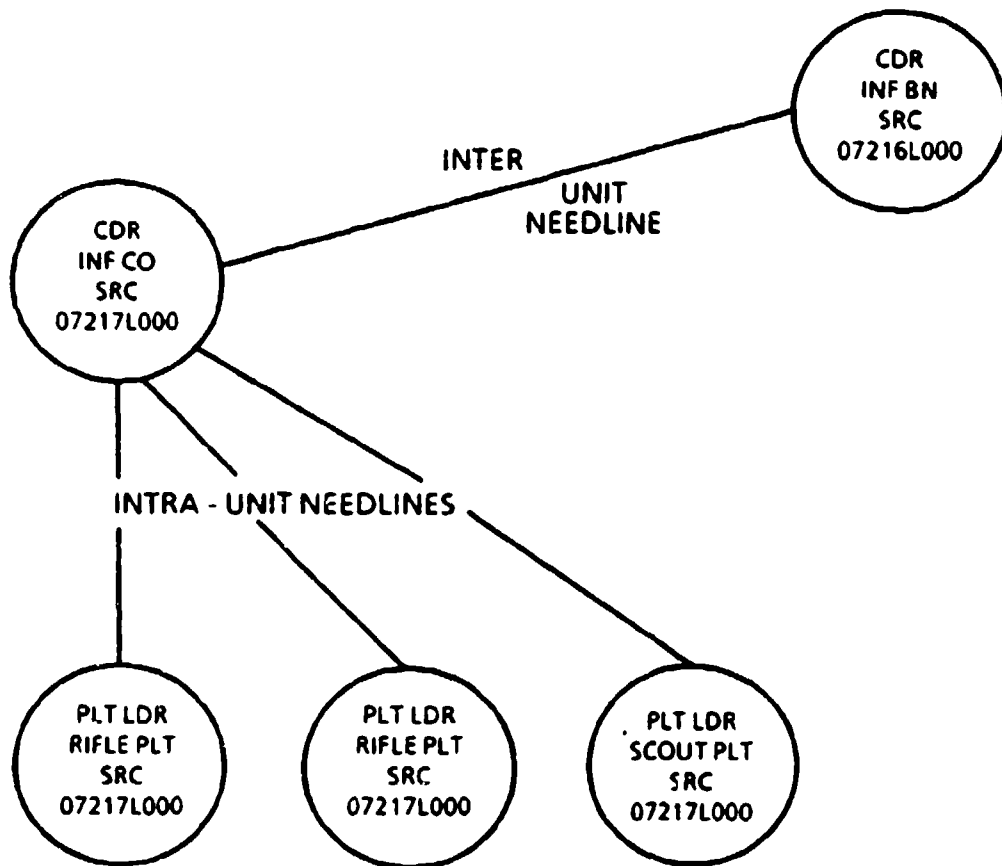 CDR
INF BN
SRC
07216L000
INTER
UNIT
NEEDLINE
CDR
INF CO
SRC
07217L000
INTRA - UNIT NEEDLINES
PLT LDR
RIFLE PLT
SRC
07217L000
PLT LDR
RIFLE PLT
SRC
07217L000
PLT LDR
SCOUT PLT
SRC
07217L000